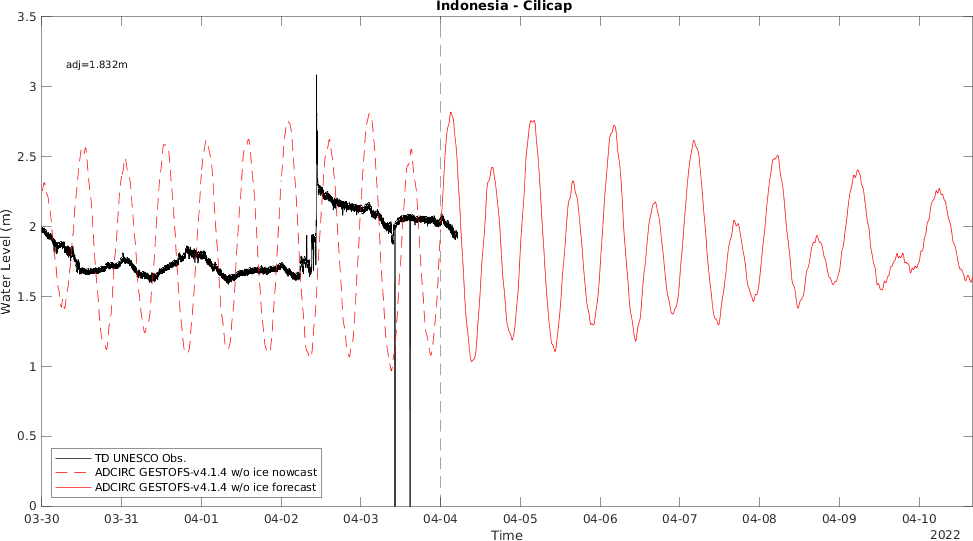 Indonesia - Cilicap
3.5
3
2.5
2
1.5
1
0.5
0
Water Level (m)
adj=1.832m
TD UNESCO Obs.
ADCIRC GESTOFS-v4.1.4 w/o ice nowcast
ADCIRC GESTOFS-v4.1.4 w/o ice forecast
03-30 03-31 04-01 04-02 04-03 04-04 04-05 04-06 04-07 04-08 04-09 04-10
Time
2022